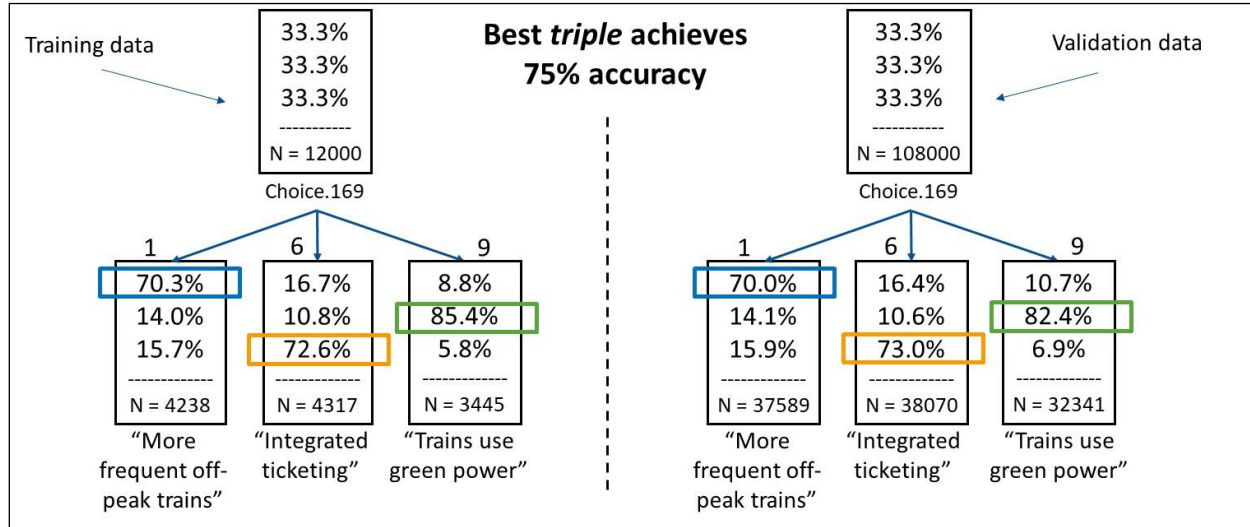 Best triple achieves
75% accuracy
Training data
33.3%
33.3%
33.3%
-----------
N = 12000
Choice.169
1
70.3%
14.0%
15.7%
-------------
N = 4238
“More
frequent off-
peak trains”
6
16.7%
10.8%
72.6%
-------------
N = 4317
“Integrated
ticketing”
9
8.8%
85.4%
5.8%
-------------
N = 3445
“Trains use
green power”
Validation data
33.3%
33.3%
33.3%
-----------
N = 108000
Choice.169
1
70.0%
14.1%
15.9%
-------------
N = 37589
“More
frequent off-
peak trains”
6
16.4%
10.6%
73.0%
-------------
N = 38070
“Integrated
ticketing”
9
10.7%
82.4%
6.9%
-------------
N = 32341
“Trains use
green power”